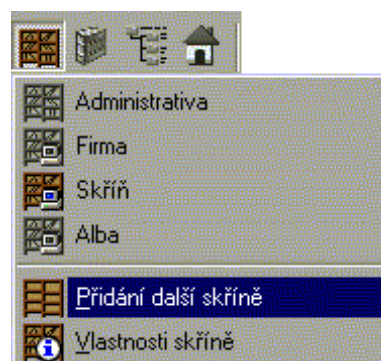 Administrativa
Firma
Skříň
Alba
Přidání další skříně
Vlastnosti skříně